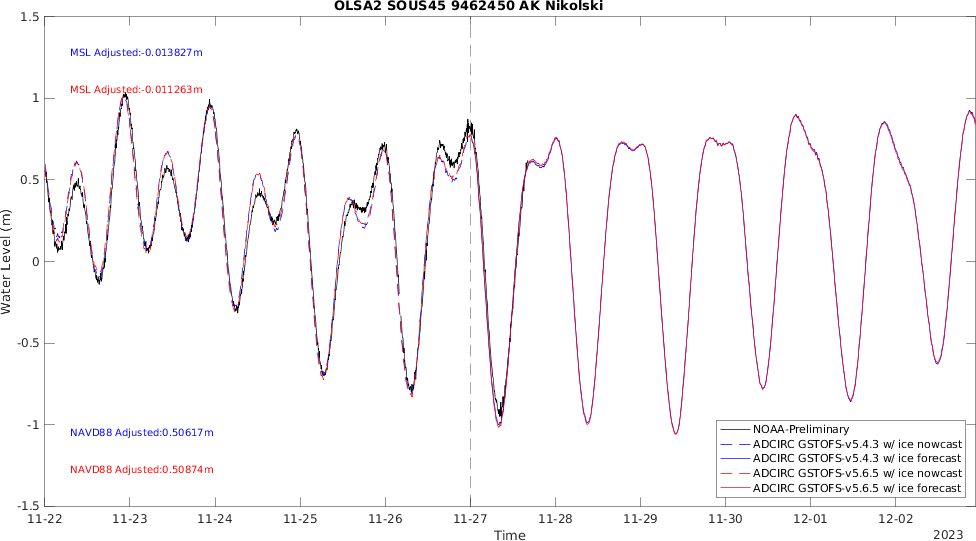 OLSA2 SOUS45 9462450 AK Nikolski
1.5
MSL Adjusted:-0.013827m
MSL Adjusted:-0.011263m
1
0.5
Water Level (m)
0
-0.5
-1
NAVD88 Adjusted:0.50617m
NAVD88 Adjusted:0.50874m
NOAA-Preliminary
ADCIRC GSTOFS-v5.4.3 w/ ice nowcast
ADCIRC GSTOFS-v5.4.3 w/ ice forecast
ADCIRC GSTOFS-v5.6.5 w/ ice nowcast
ADCIRC GSTOFS-v5.6.5 w/ ice forecast
-1.5
11-22 11-23 11-24 11-25 11-26 11-27 11-28 11-29 11-30 12-01 12-02
Time
2023